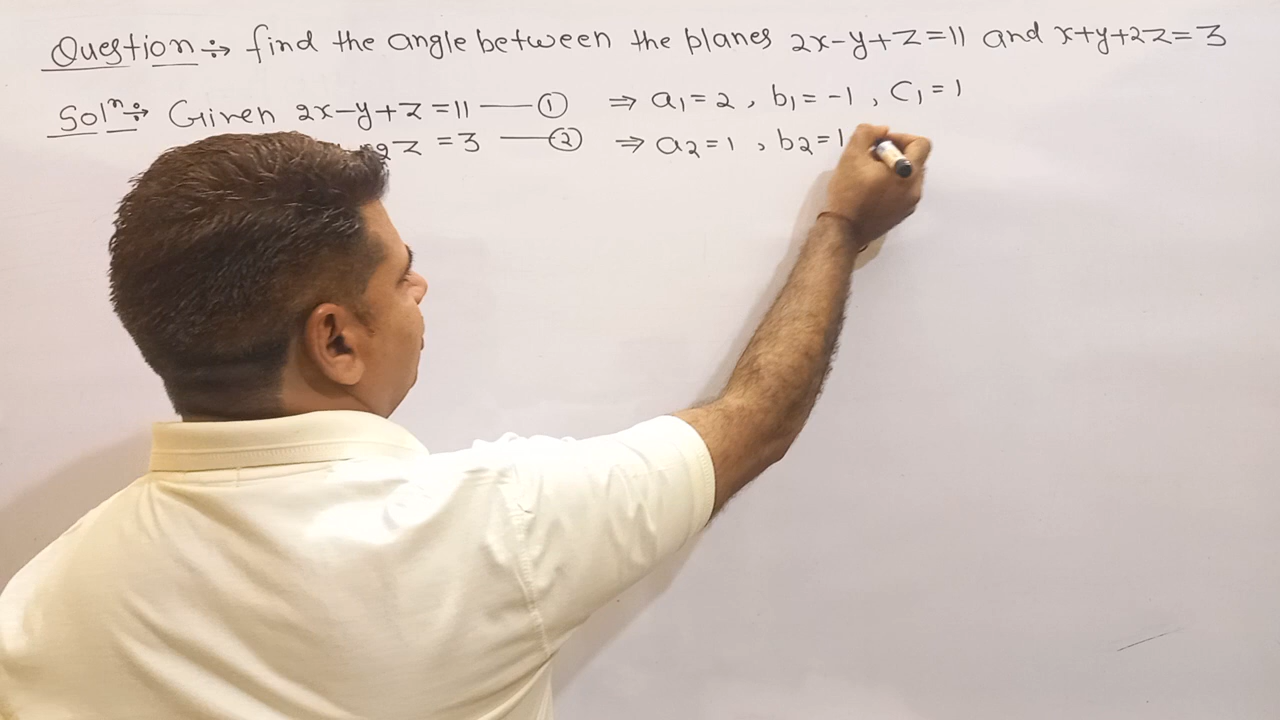 Question ÷→ find the angle between the planes 2x-y+z=11 and x+y+2z=3
Solⁿ ÷→ Given 2x-y+z=11 —— ① ⇒ a₁=2, b₁=-1, c₁=1
2z=3 —— ② ⇒ a₂=1, b₂=1